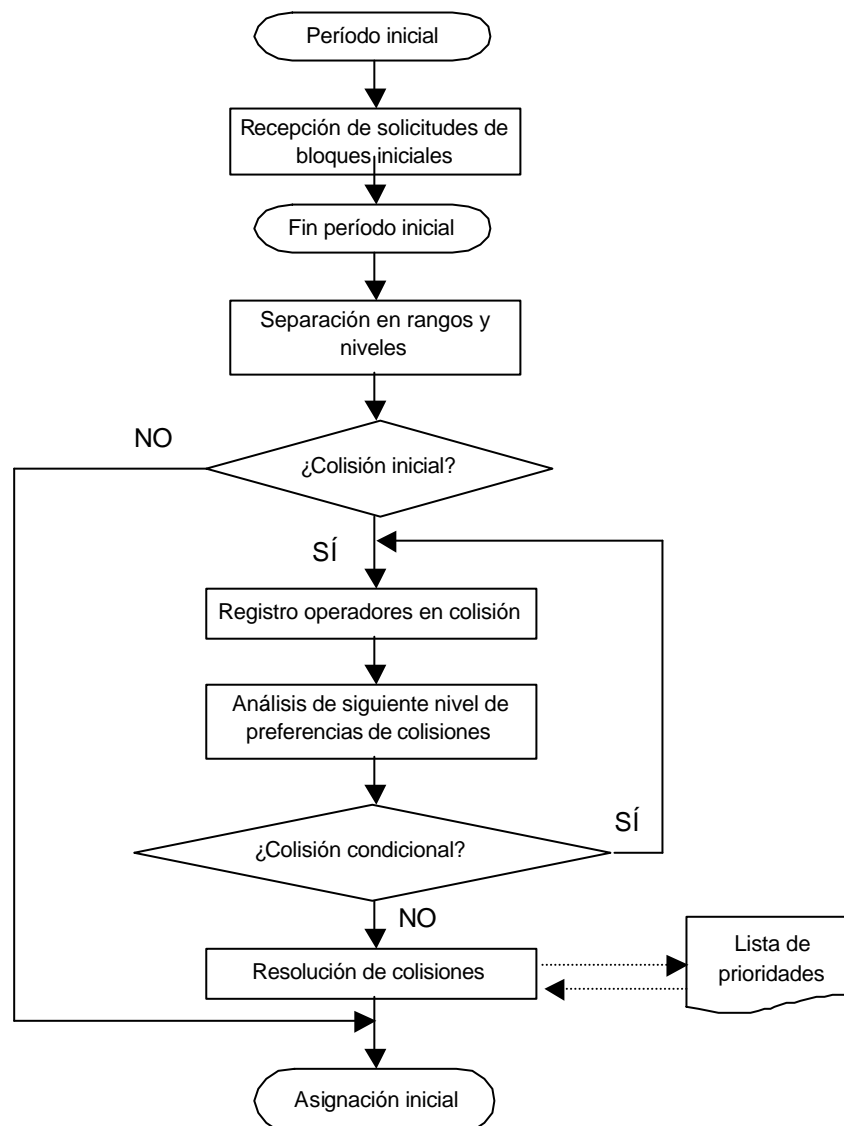 Período inicial
Recepción de solicitudes de
bloques iniciales
Fin período inicial
Separación en rangos y
niveles
NO
¿Colisión inicial?
SÍ
Registro operadores en colisión
Análisis de siguiente nivel de
preferencias de colisiones
SÍ
¿Colisión condicional?
NO
Resolución de colisiones
Lista de
prioridades
Asignación inicial